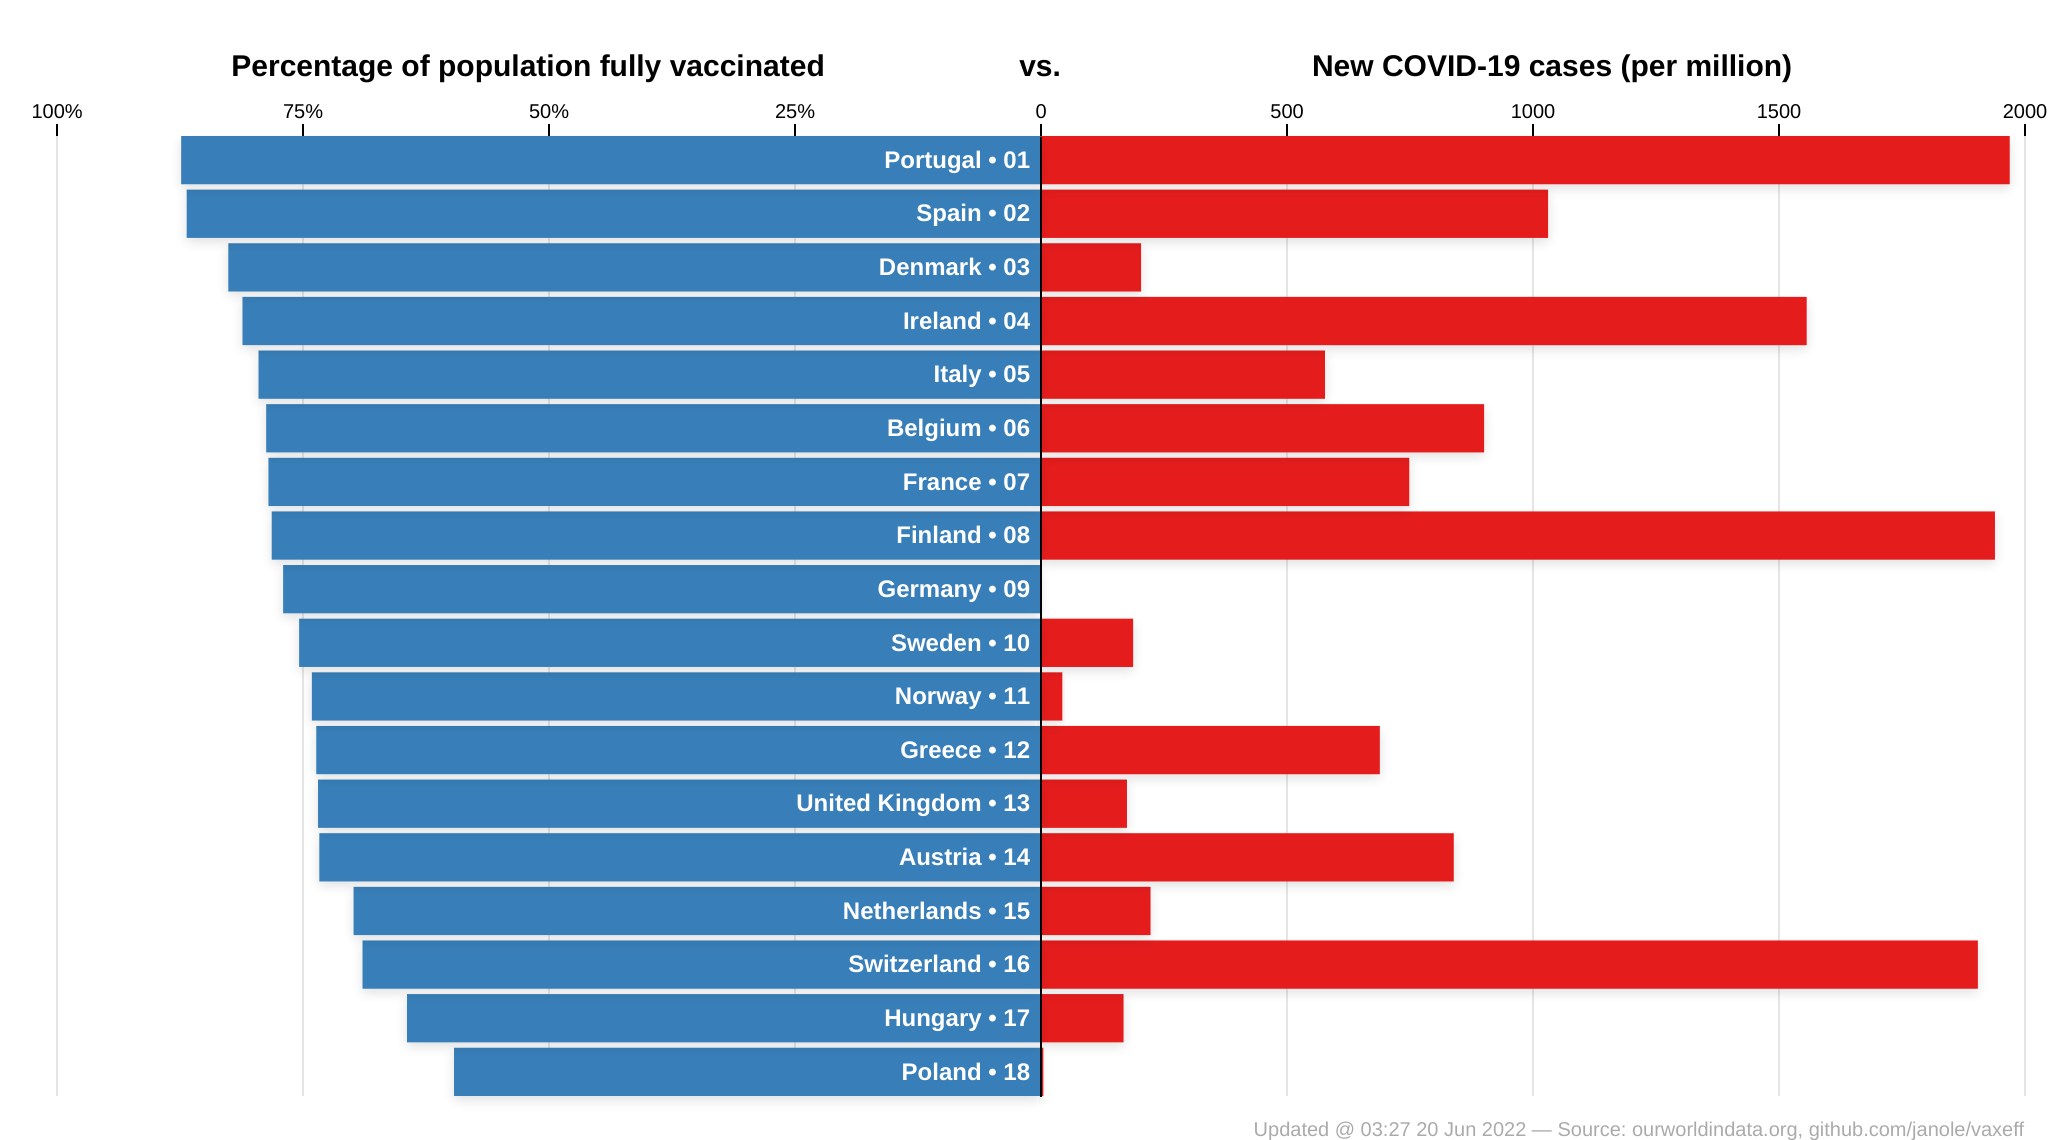 Percentage of population fully vaccinated vs. New COVID-19 cases (per million)
100% 75% 50% 25% 0 500 1000 1500 2000
Portugal • 01
Spain • 02
Denmark • 03
Ireland • 04
Italy • 05
Belgium • 06
France • 07
Finland • 08
Germany • 09
Sweden • 10
Norway • 11
Greece • 12
United Kingdom • 13
Austria • 14
Netherlands • 15
Switzerland • 16
Hungary • 17
Poland • 18
Updated @ 03:27 20 Jun 2022 — Source: ourworldindata.org, github.com/janole/vaxeff